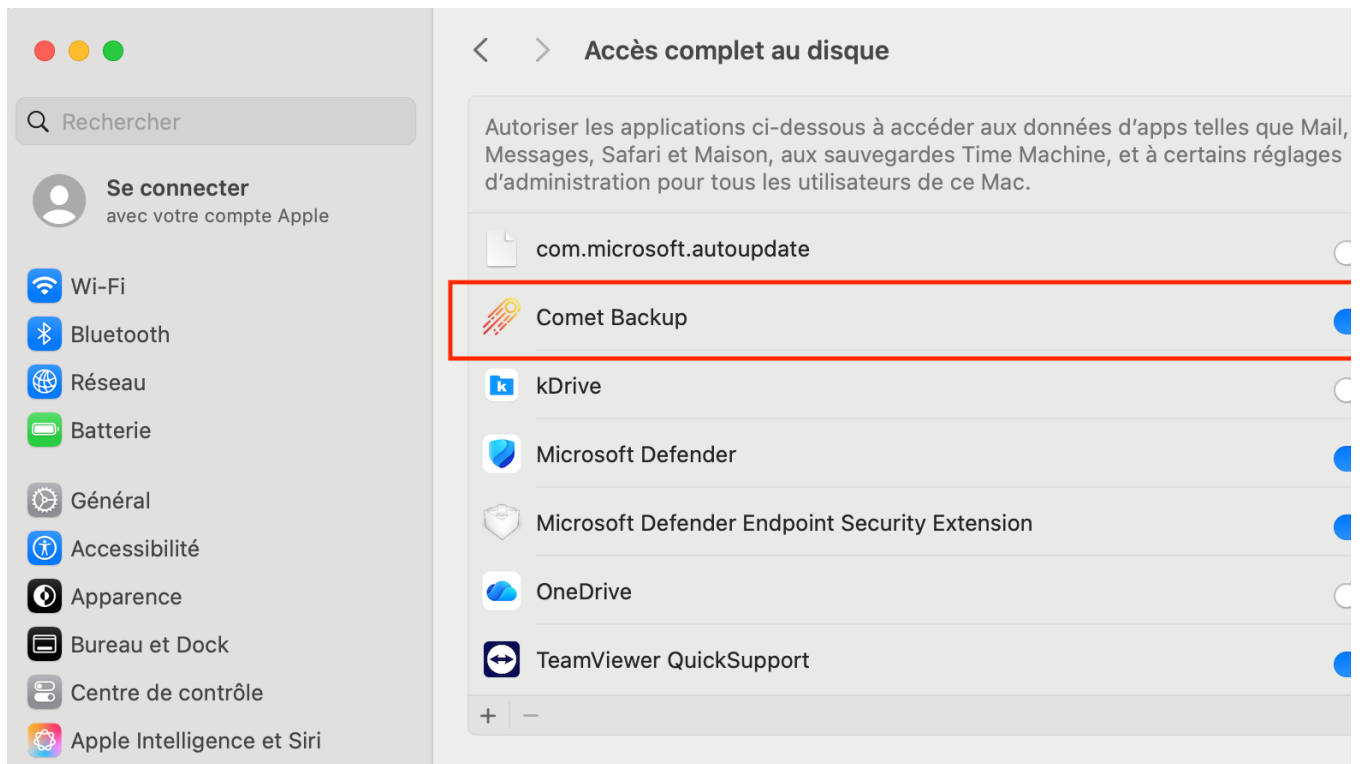 Accès complet au disque
Rechercher
Se connecter
avec votre compte Apple
Wi-Fi
Bluetooth
Réseau
Batterie
Général
Accessibilité
Apparence
Bureau et Dock
Centre de contrôle
Apple Intelligence et Siri
Autoriser les applications ci-dessous à accéder aux données d’apps telles que Mail,
Messages, Safari et Maison, aux sauvegardes Time Machine, et à certains réglages
d’administration pour tous les utilisateurs de ce Mac.
com.microsoft.autoupdate
Comet Backup
k
kDrive
Microsoft Defender
Microsoft Defender Endpoint Security Extension
OneDrive
TeamViewer QuickSupport